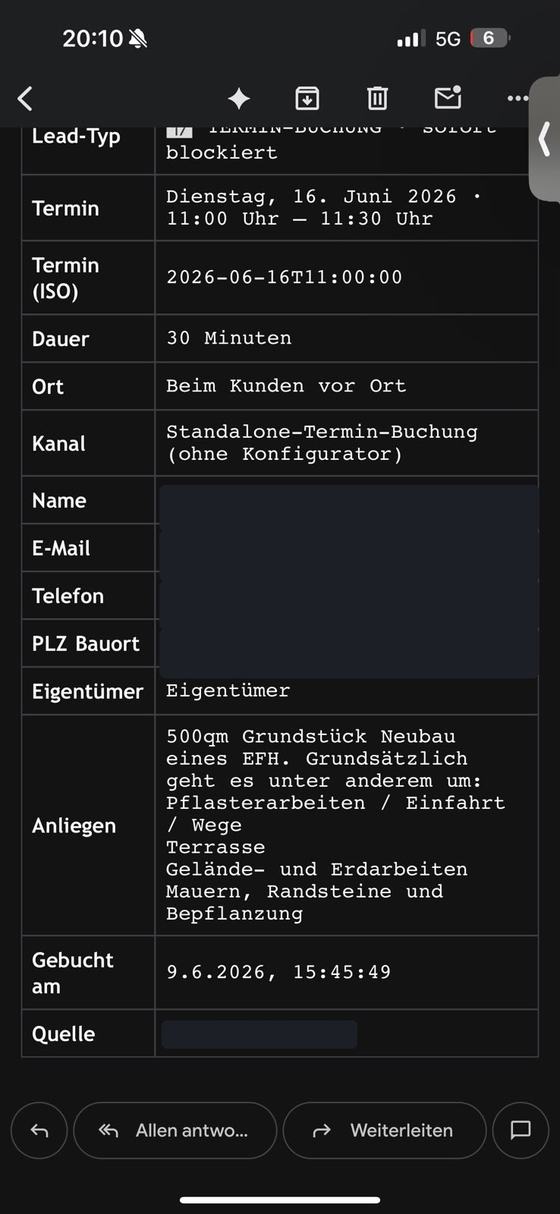 20:10
5G
6
Lead-Typ
17 TERMIN-BUCHUNG · sofort
blockiert
Termin
Dienstag, 16. Juni 2026 ·
11:00 Uhr – 11:30 Uhr
Termin
(ISO)
2026-06-16T11:00:00
Dauer
30 Minuten
Ort
Beim Kunden vor Ort
Kanal
Standalone-Termin-Buchung
(ohne Konfigurator)
Name
E-Mail
Telefon
PLZ Bauort
Eigentümer
Eigentümer
Anliegen
500qm Grundstück Neubau
eines EFH. Grundsätzlich
geht es unter anderem um:
Pflasterarbeiten / Einfahrt
/ Wege
Terrasse
Gelände- und Erdarbeiten
Mauern, Randsteine und
Bepflanzung
Gebucht
am
9.6.2026, 15:45:49
Quelle
Allen antwo...
Weiterleiten